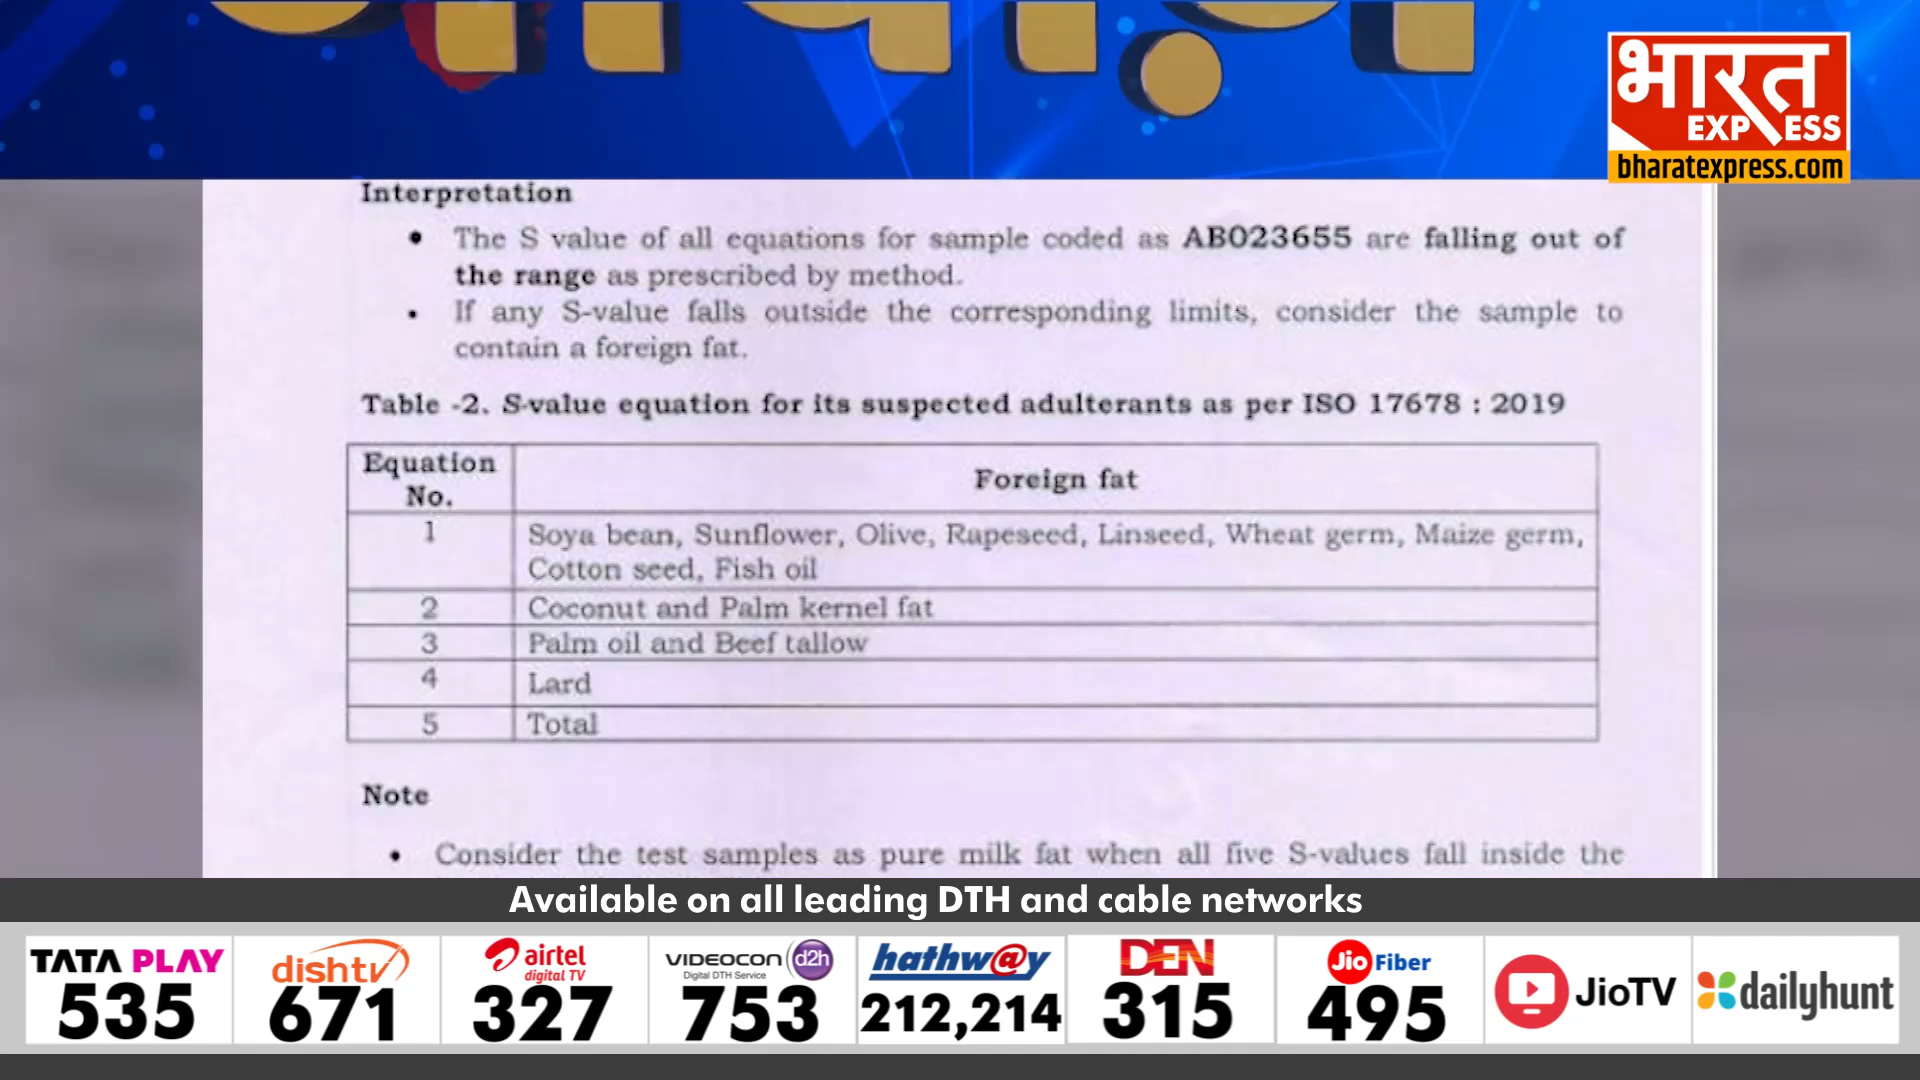 भारत
EXPRESS
bharatexpress.com
Interpretation
• The S value of all equations for sample coded as AB023655 are falling out of
the range as prescribed by method.
• If any S-value falls outside the corresponding limits, consider the sample to
contain a foreign fat.
Table -2. S-value equation for its suspected adulterants as per ISO 17678 : 2019
Equation
No.
Foreign fat
1
Soya bean, Sunflower, Olive, Rapeseed, Linseed, Wheat germ, Maize germ,
Cotton seed, Fish oil
2 Coconut and Palm kernel fat
3 Palm oil and Beef tallow
4 Lard
5 Total
Note
• Consider the test samples as pure milk fat when all five S-values fall inside the
Available on all leading DTH and cable networks
TATA PLAY
535
dishtv
671
airtel
digital TV
327
VIDEOCON d2h
Digital DTH Service
753
hathw@y
212,214
DEN
315
Jio Fiber
495
JioTV
dailyhunt